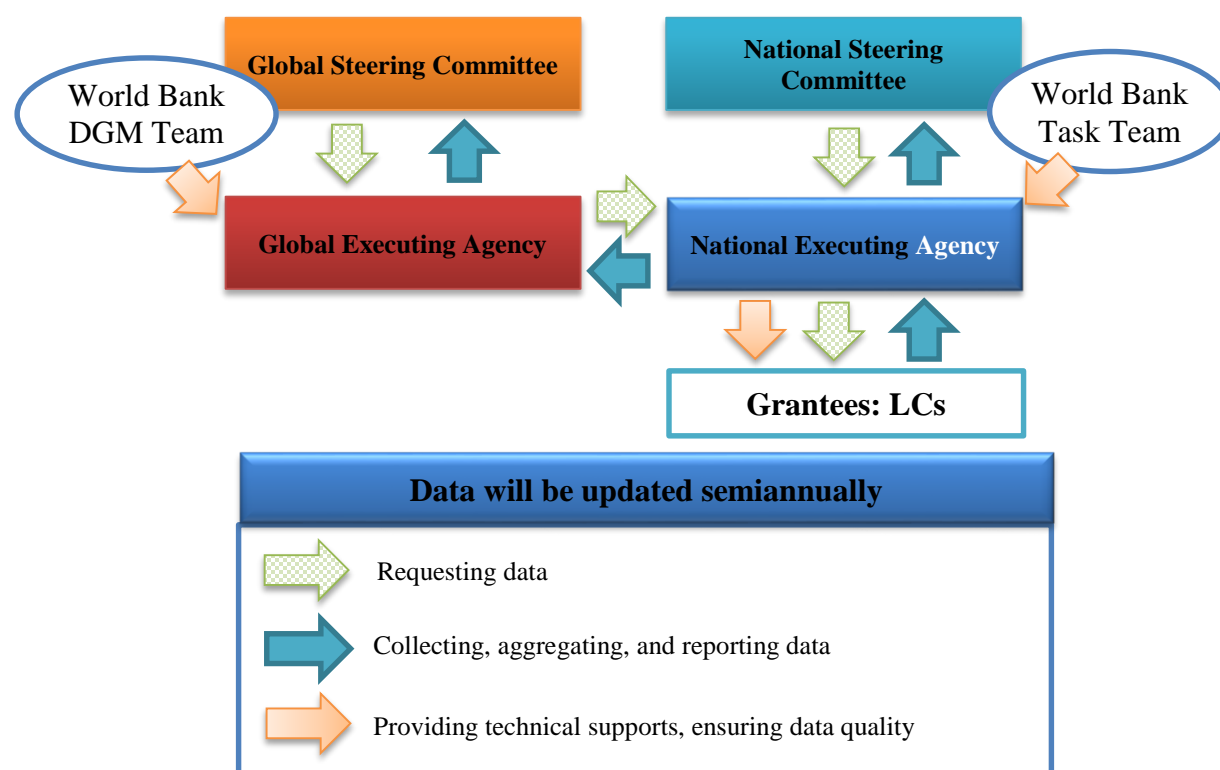 Global Steering Committee
National Steering
Committee
World Bank
DGM Team
World Bank
Task Team
Global Executing Agency
National Executing Agency
Grantees: LCs
Data will be updated semiannually
Requesting data
Collecting, aggregating, and reporting data
Providing technical supports, ensuring data quality